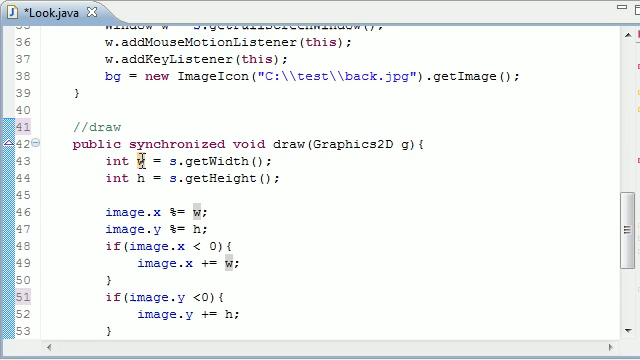 *Look.java
35 Window w = s.getFullScreenWindow();
36 w.addMouseMotionListener(this);
37 w.addKeyListener(this);
38 bg = new ImageIcon("C:\\test\\back.jpg").getImage();
39 }
40
41 //draw
42 public synchronized void draw(Graphics2D g){
43 int w = s.getWidth();
44 int h = s.getHeight();
45
46 image.x %= w;
47 image.y %= h;
48 if(image.x < 0){
49 image.x += w;
50 }
51 if(image.y <0){
52 image.y += h;
53 }